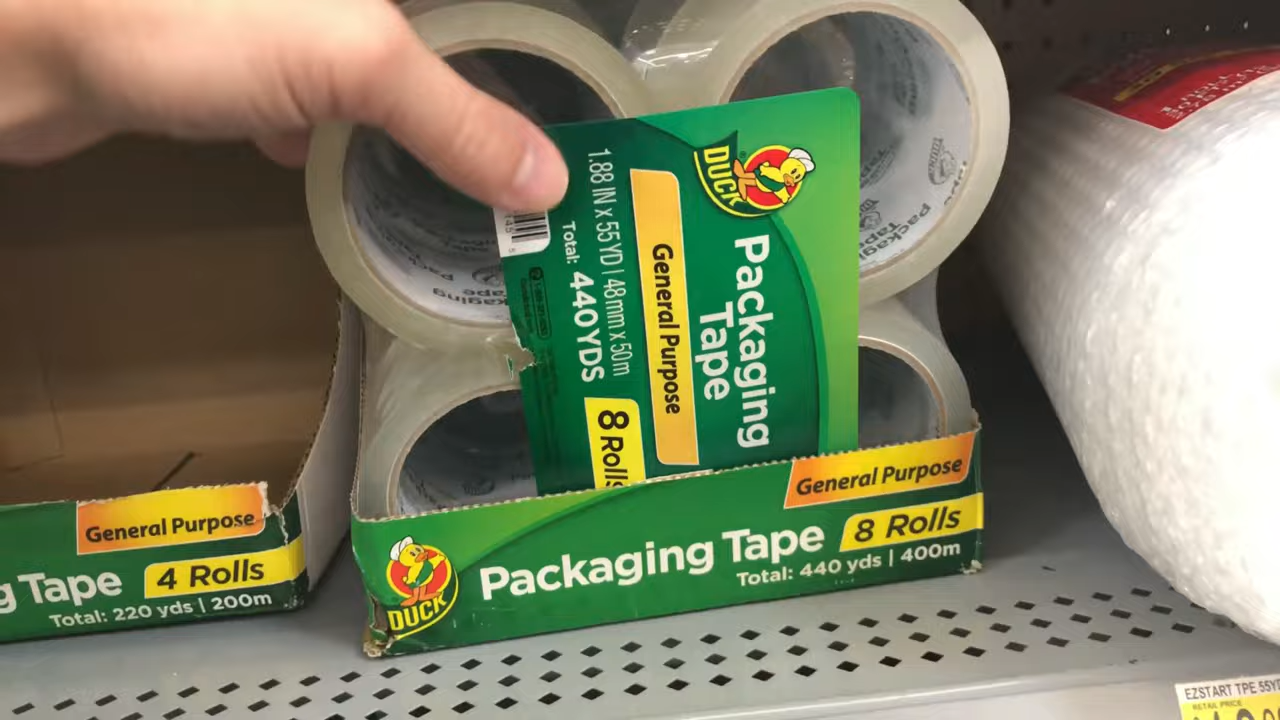 DUCK
Packaging
Tape
General Purpose
1.88 IN x 55 YD | 48mm x 50m
Total: 440 YDS
8 Rolls
Packaging
Tape
General Purpose
DUCK
Packaging Tape
8 Rolls
Total: 440 yds | 400m
General Purpose
g Tape
4 Rolls
Total: 220 yds | 200m
EZSTART TPE 55YD
RETAIL PRICE